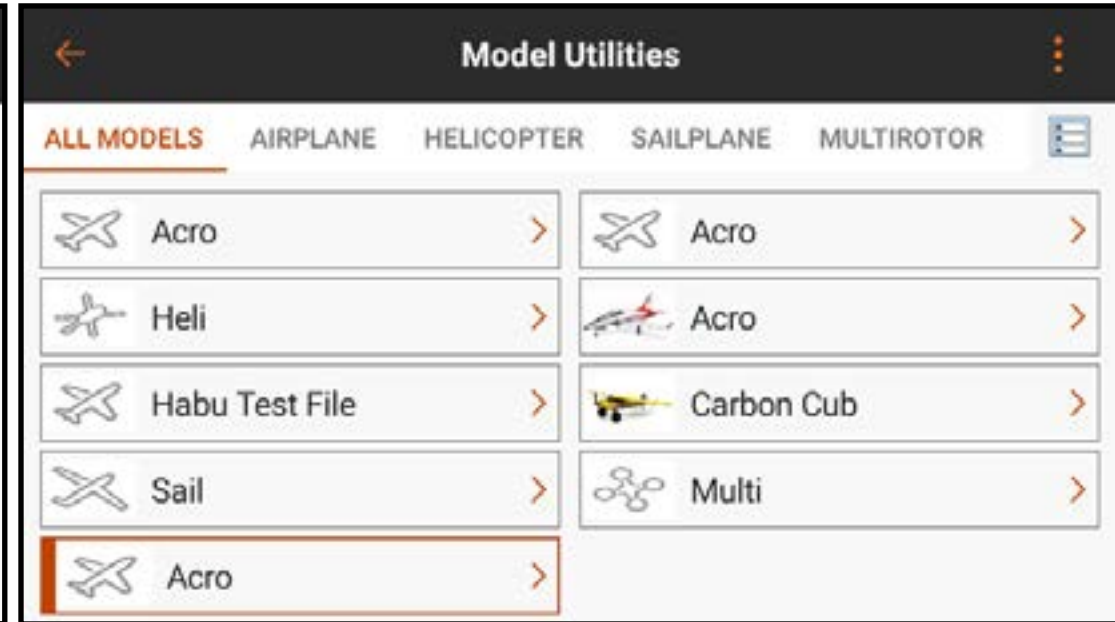 Model Utilities
ALL MODELS AIRPLANE HELICOPTER SAILPLANE MULTIROTOR
Acro Acro
Heli Acro
Habu Test File Carbon Cub
Sail Multi
Acro